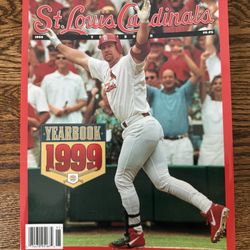 St. Louis Cardinals
YEARBOOK
1999